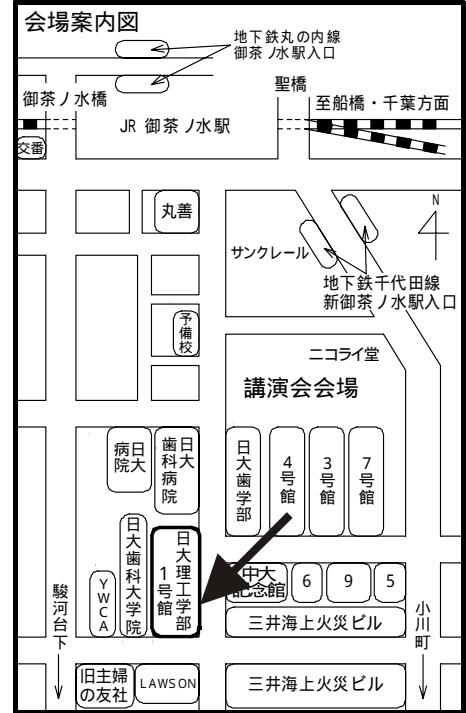 会場案内図
地下鉄丸の内線
御茶ノ水駅入口
御茶ノ水橋
聖橋
至船橋・千葉方面
JR 御茶ノ水駅
交番
丸善
N
サンクレール
地下鉄千代田線
新御茶ノ水駅入口
予備校
ニコライ堂
講演会会場
日大病院
日大歯科病院
日大歯学部
4号館
3号館
7号館
日大歯科大学院
日大理工学部
1号館
YWCA
中大
記念館
6
9
5
駿河台下
小川町
三井海上火災ビル
旧主婦
の友社
LAWSON
三井海上火災ビル